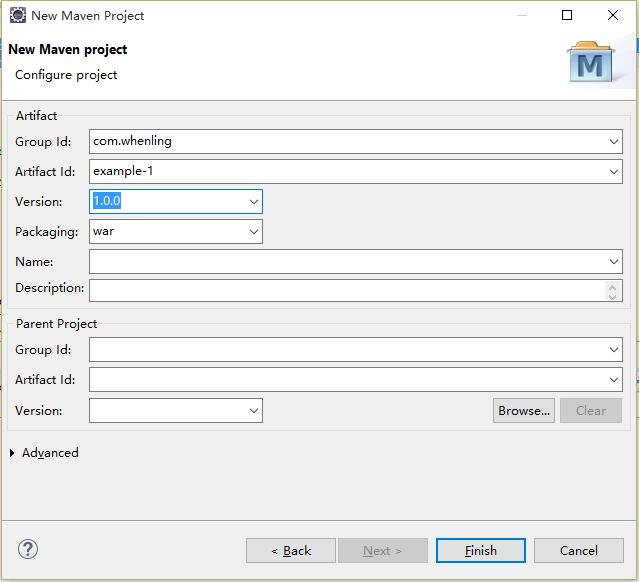 New Maven Project
New Maven project
Configure project
M
Artifact
Group Id: com.whenling
Artifact Id: example-1
Version: 1.0.0
Packaging: war
Name:
Description:
Parent Project
Group Id:
Artifact Id:
Version: Browse... Clear
Advanced
? < Back Next > Finish Cancel